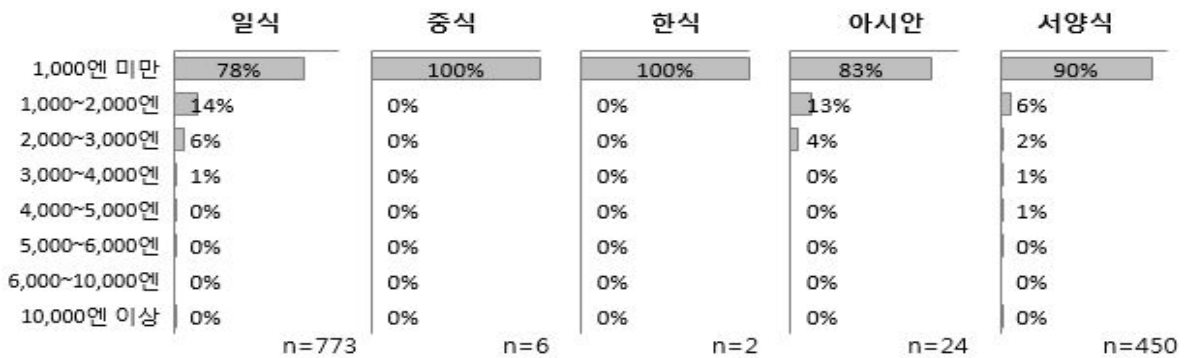 일식 중식 한식 아시안 서양식
1,000엔 미만 78% 100% 100% 83% 90%
1,000~2,000엔 14% 0% 0% 13% 6%
2,000~3,000엔 6% 0% 0% 4% 2%
3,000~4,000엔 1% 0% 0% 0% 1%
4,000~5,000엔 0% 0% 0% 0% 1%
5,000~6,000엔 0% 0% 0% 0% 0%
6,000~10,000엔 0% 0% 0% 0% 0%
10,000엔 이상 0% 0% 0% 0% 0%
n=773 n=6 n=2 n=24 n=450